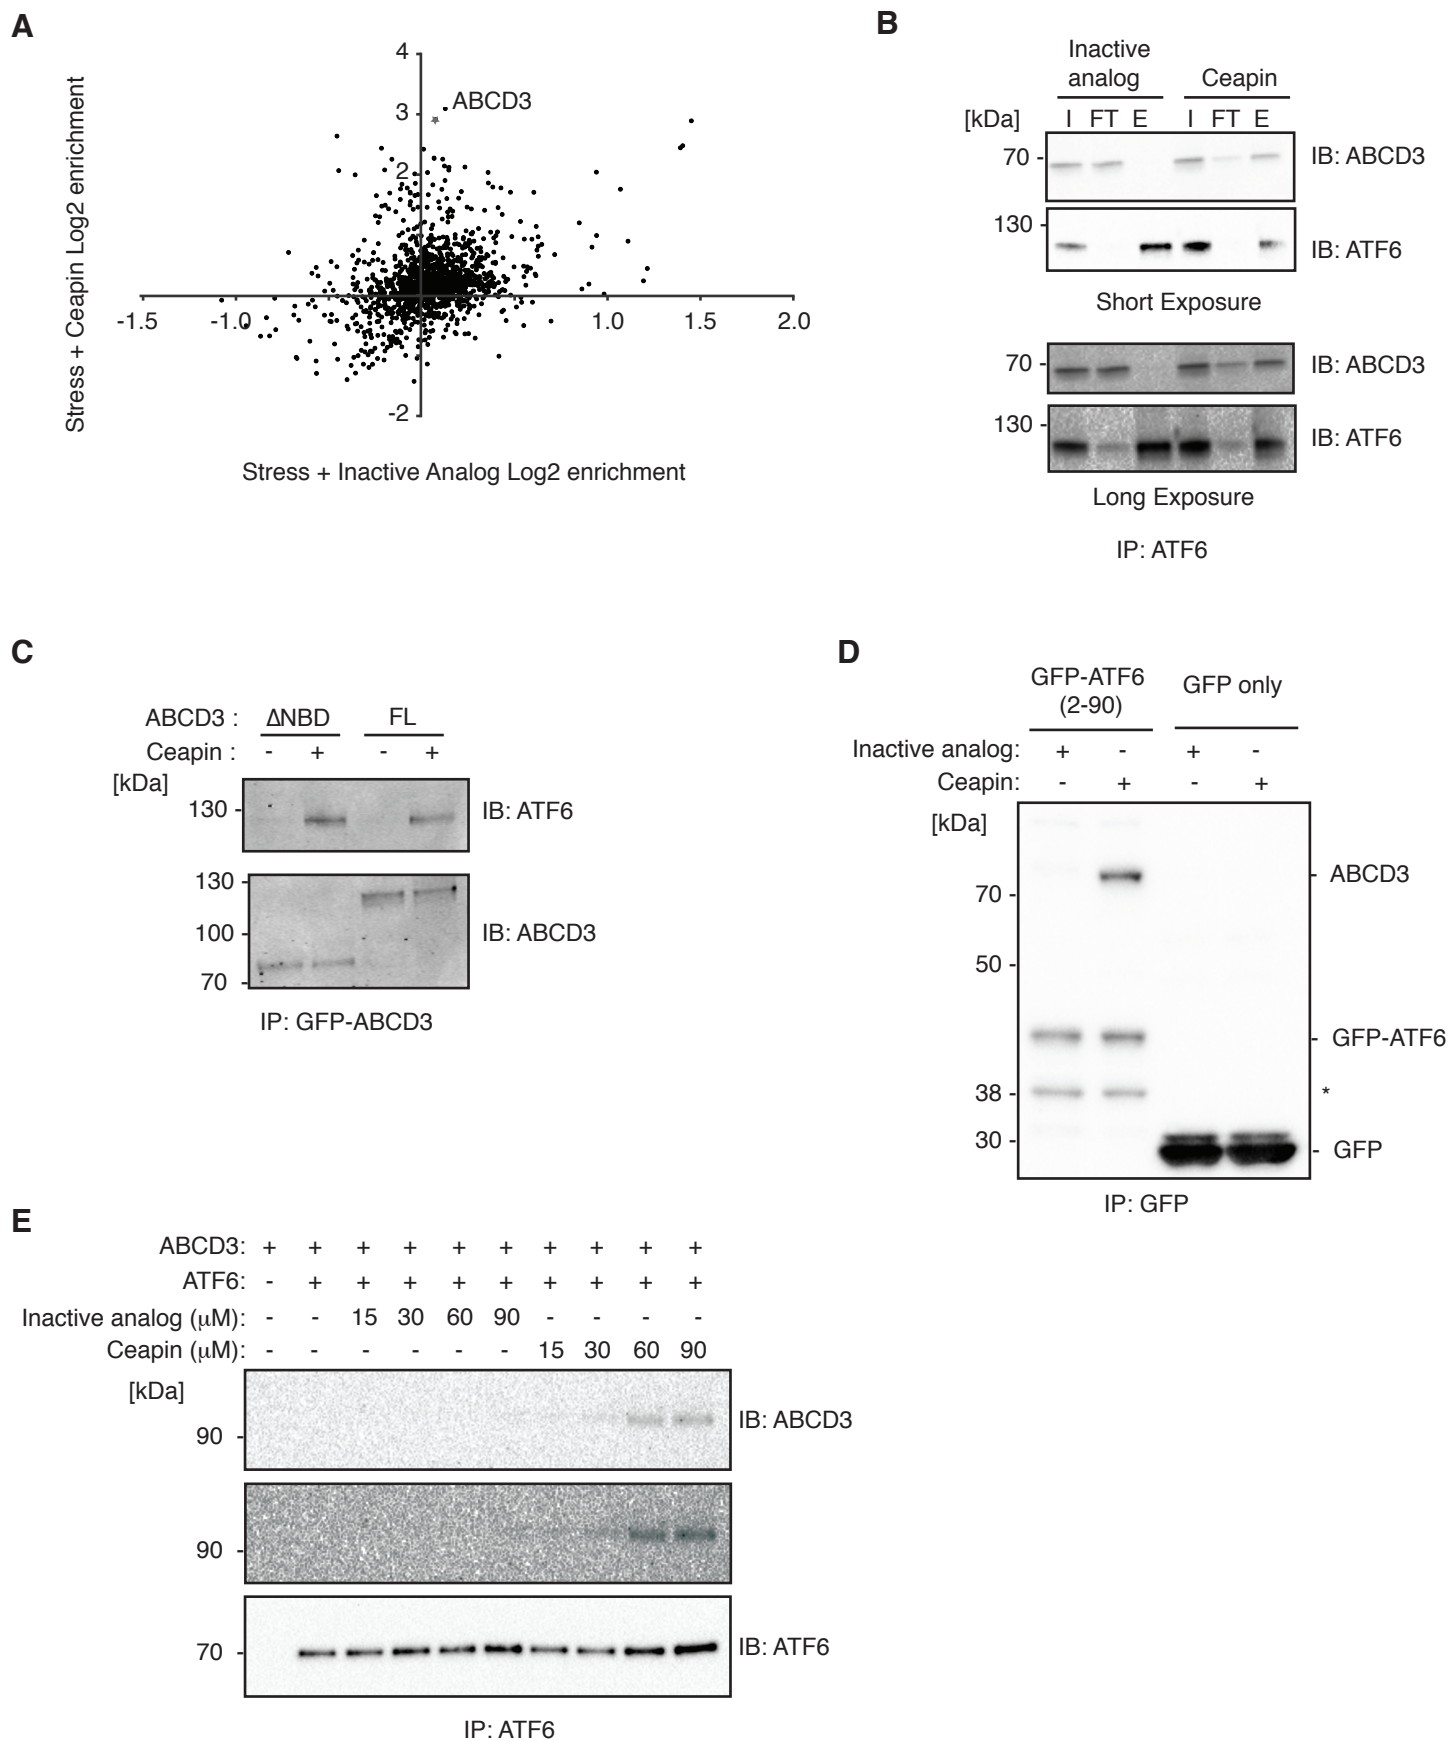 A
Stress + Ceapin Log2 enrichment
4
3
2
-2
ABCD3
-1.5
-1.0
1.0
1.5
2.0
Stress + Inactive Analog Log2 enrichment
B
Inactive
analog
Ceapin
[kDa] I FT E I FT E
70 - IB: ABCD3
130 -
IB: ATF6
Short Exposure
70 - IB: ABCD3
130 -
IB: ATF6
Long Exposure
IP: ATF6
C
ABCD3 : ΔNBD FL
Ceapin : - + - +
[kDa]
130 - IB: ATF6
130 -
100 - IB: ABCD3
70 -
IP: GFP-ABCD3
D
GFP-ATF6
(2-90)
GFP only
Inactive analog: + - + -
Ceapin: - + - +
[kDa]
- ABCD3
70 -
50 -
- GFP-ATF6
38 - *
30 -
- GFP
IP: GFP
E
ABCD3: + + + + + + + + + +
ATF6: - + + + + + + + + +
Inactive analog (μM): - - 15 30 60 90 - - - -
Ceapin (μM): - - - - - - 15 30 60 90
[kDa]
IB: ABCD3
90 -
90 -
70 - IB: ATF6
IP: ATF6